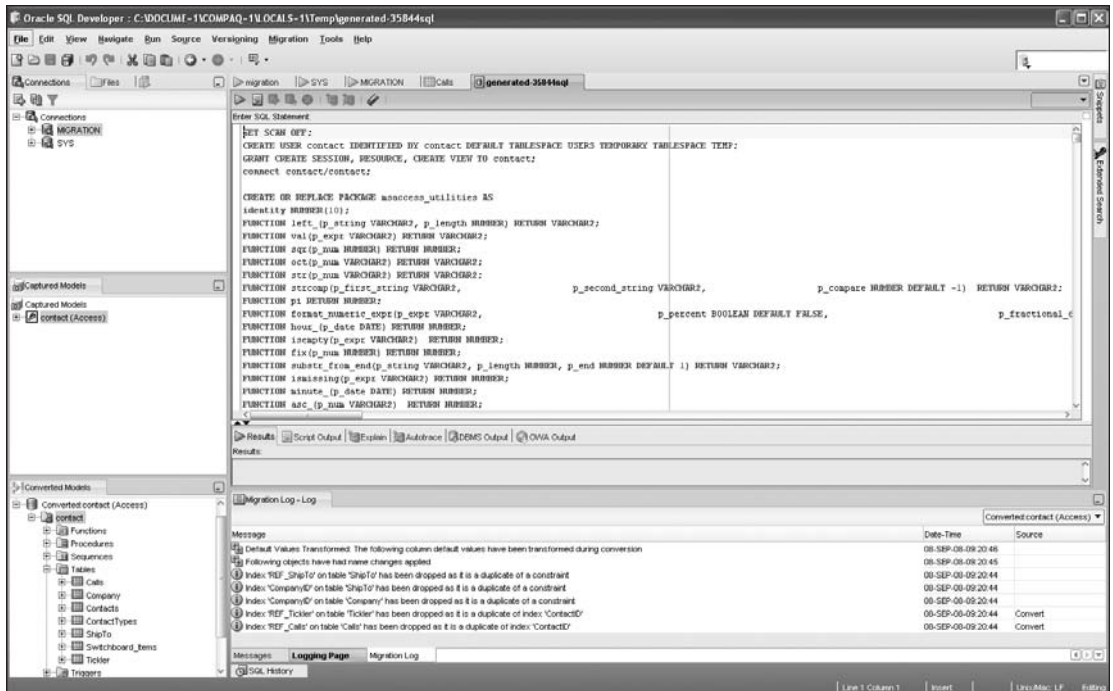 Oracle SQL Developer : C:\DOCUME~1\COMPAQ~1\LOCALS~1\Temp\generated-35844sql
File Edit View Navigate Run Source Versioning Migration Tools Help
Connections Files
migration SYS MIGRATION Calls generated-35844sql
Enter SQL Statement:
Connections
MIGRATION
SYS
SET SCAN OFF;
CREATE USER contact IDENTIFIED BY contact DEFAULT TABLESPACE USERS TEMPORARY TABLESPACE TEMP;
GRANT CREATE SESSION, RESOURCE, CREATE VIEW TO contact;
connect contact/contact;
CREATE OR REPLACE PACKAGE msaccess_utilities AS
identity NUMBER(10);
FUNCTION left_(p_string VARCHAR2, p_length NUMBER) RETURN VARCHAR2;
FUNCTION val(p_expr VARCHAR2) RETURN VARCHAR2;
FUNCTION sqr(p_num NUMBER) RETURN NUMBER;
FUNCTION oct(p_num VARCHAR2) RETURN VARCHAR2;
FUNCTION str(p_num VARCHAR2) RETURN VARCHAR2;
FUNCTION strcomp(p_first_string VARCHAR2, p_second_string VARCHAR2, p_compare NUMBER DEFAULT -1) RETURN VARCHAR2;
FUNCTION pi RETURN NUMBER;
FUNCTION format_numeric_expr(p_expr VARCHAR2, p_percent BOOLEAN DEFAULT FALSE, p_fractional_d
FUNCTION hour_(p_date DATE) RETURN NUMBER;
FUNCTION isempty(p_expr VARCHAR2) RETURN NUMBER;
FUNCTION fix(p_num NUMBER) RETURN NUMBER;
FUNCTION substr_from_end(p_string VARCHAR2, p_length NUMBER, p_end NUMBER DEFAULT 1) RETURN VARCHAR2;
FUNCTION ismissing(p_expr VARCHAR2) RETURN NUMBER;
FUNCTION minute_(p_date DATE) RETURN NUMBER;
FUNCTION asc_(p_num VARCHAR2) RETURN NUMBER;
Snippets
Extended Search
Captured Models
Captured Models
contact (Access)
Results Script Output Explain Autotrace DBMS Output OWA Output
Results:
Converted Models
Converted:contact (Access)
contact
Functions
Procedures
Sequences
Tables
Calls
Company
Contacts
ContactTypes
ShipTo
Switchboard_Items
Tickler
Triggers
Migration Log - Log
Converted:contact (Access)
Message Date-Time Source
Default Values Transformed: The following column default values have been transformed during conversion 08-SEP-08-09:20:46
Following objects have had name changes applied 08-SEP-08-09:20:45
Index 'REF_ShipTo' on table 'ShipTo' has been dropped as it is a duplicate of a constraint 08-SEP-08-09:20:44
Index 'CompanyID' on table 'ShipTo' has been dropped as it is a duplicate of a constraint 08-SEP-08-09:20:44
Index 'CompanyID' on table 'Company' has been dropped as it is a duplicate of a constraint 08-SEP-08-09:20:44
Index 'REF_Tickler' on table 'Tickler' has been dropped as it is a duplicate of index 'ContactID' 08-SEP-08-09:20:44 Convert
Index 'REF_Calls' on table 'Calls' has been dropped as it is a duplicate of index 'ContactID' 08-SEP-08-09:20:44 Convert
Messages Logging Page Migration Log
SQL History
Line 1 Column 1 Insert Unix/Mac: LF Editing